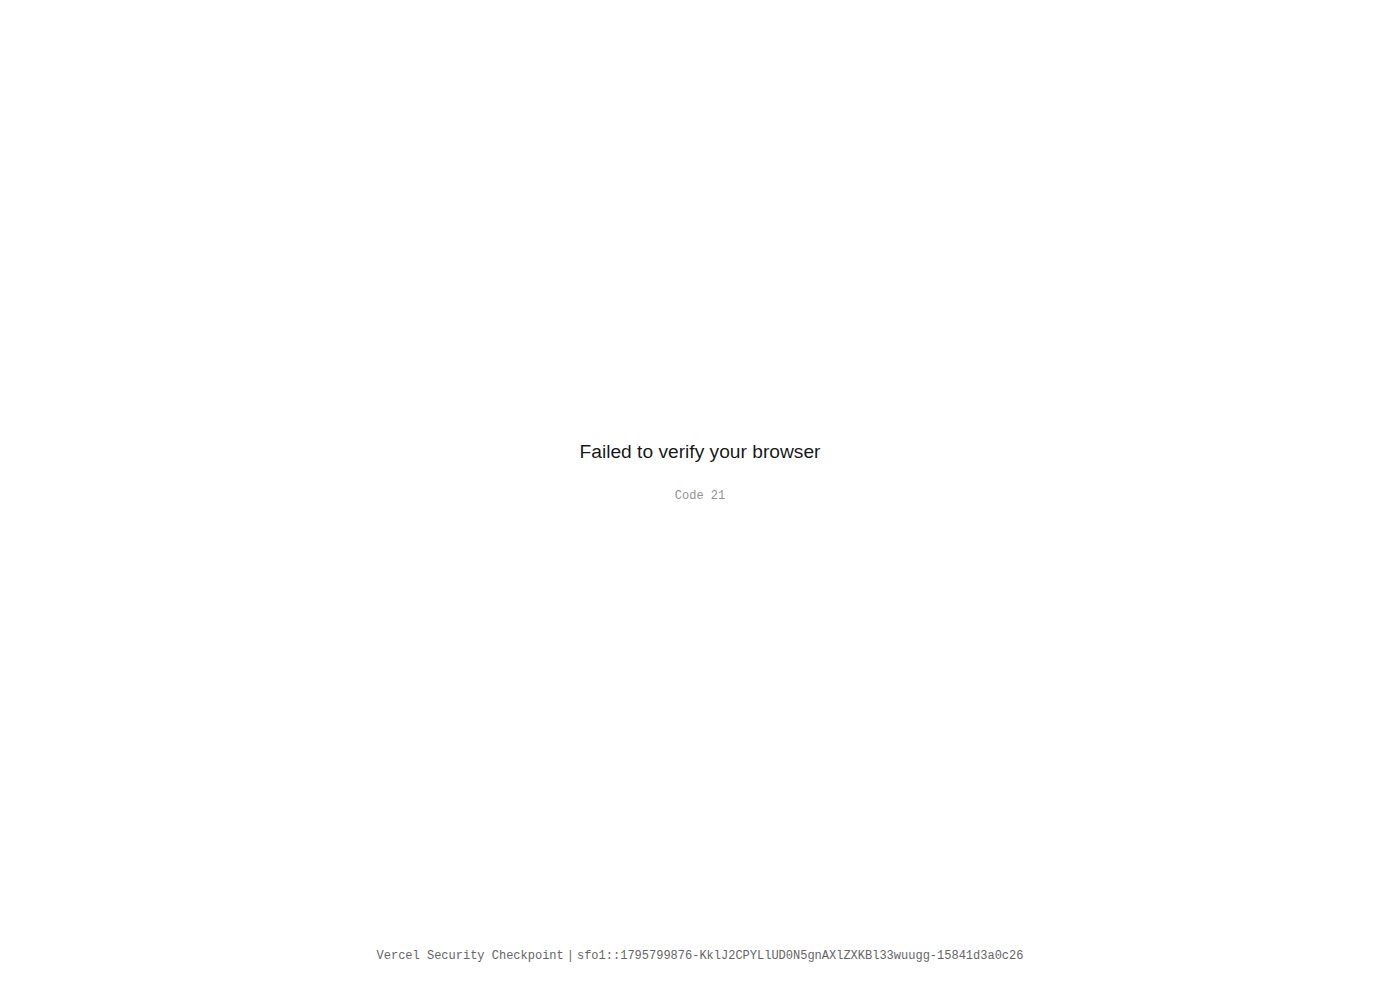 Failed to verify your browser
Code 21
Vercel Security Checkpoint | sfo1::1795799876-KklJ2CPYLlUD0N5gnAXlZXKBl33wuugg-15841d3a0c26